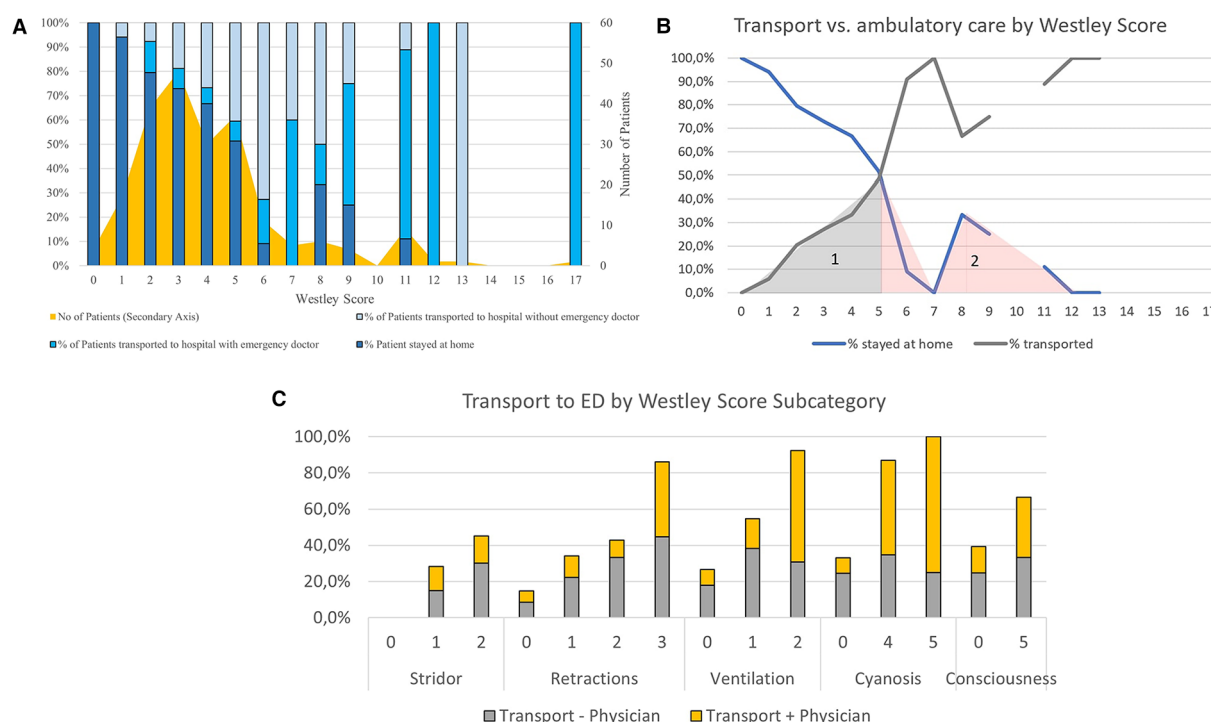 A
100%
90%
80%
70%
60%
50%
40%
30%
20%
10%
0%
60
50
40
30
20
10
0
Number of Patients
0 1 2 3 4 5 6 7 8 9 10 11 12 13 14 15 16 17
Westley Score
No of Patients (Secondary Axis)
% of Patients transported to hospital without emergency doctor
% of Patients transported to hospital with emergency doctor
% Patient stayed at home
B
Transport vs. ambulatory care by Westley Score
100,0%
90,0%
80,0%
70,0%
60,0%
50,0%
40,0%
30,0%
20,0%
10,0%
0,0%
1
2
0 1 2 3 4 5 6 7 8 9 10 11 12 13 14 15 16 17
% stayed at home
% transported
C
Transport to ED by Westley Score Subcategory
100,0%
80,0%
60,0%
40,0%
20,0%
0,0%
0 1 2 0 1 2 3 0 1 2 0 4 5 0 5
Stridor Retractions Ventilation Cyanosis Consciousness
Transport - Physician
Transport + Physician